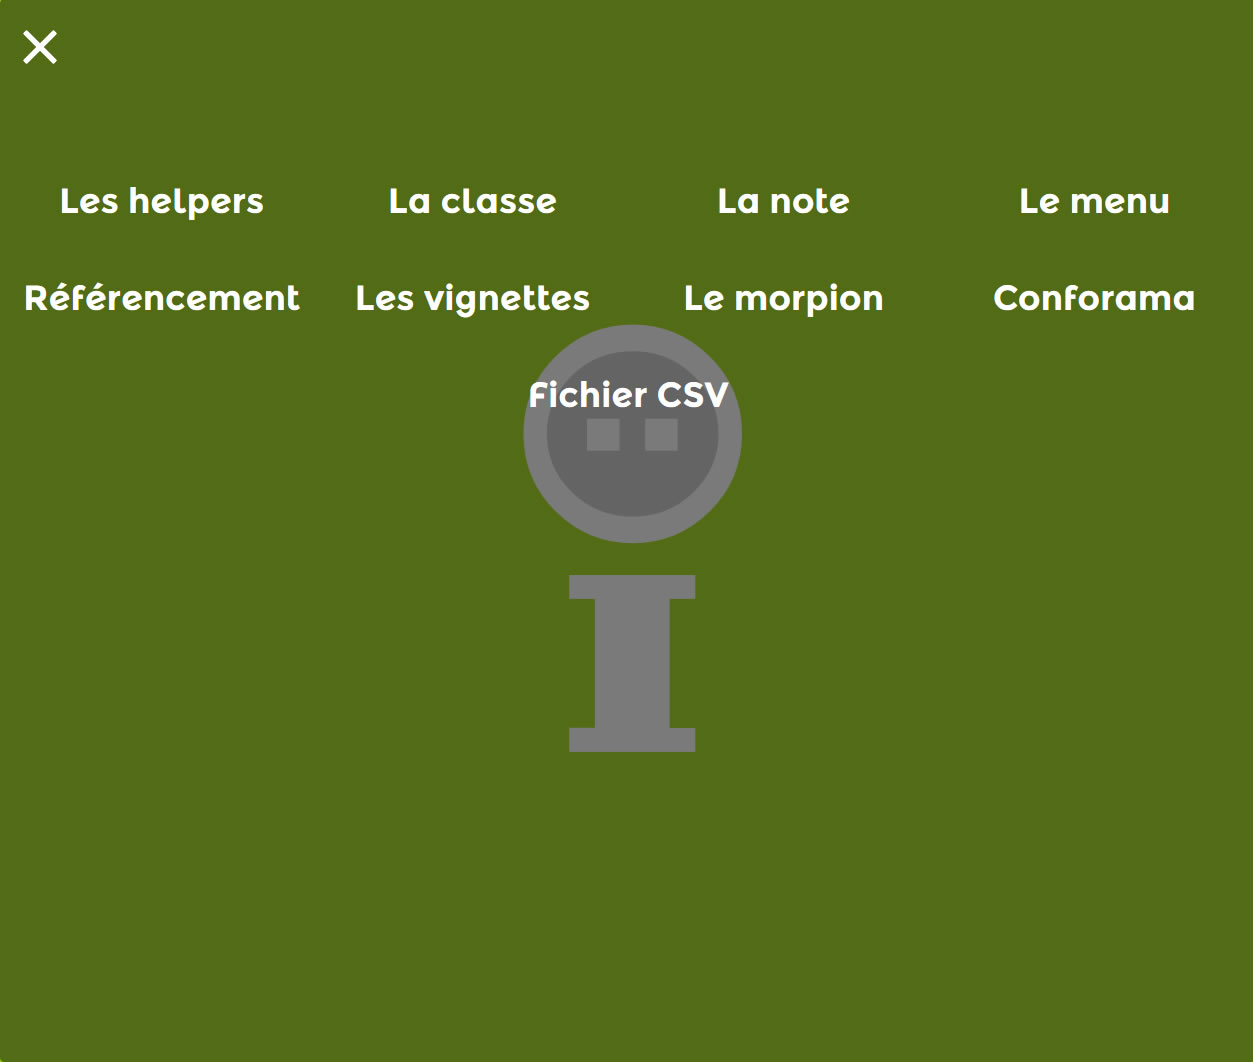 Les helpers La classe La note Le menu
Référencement Les vignettes Le morpion Conforama
Fichier CSV